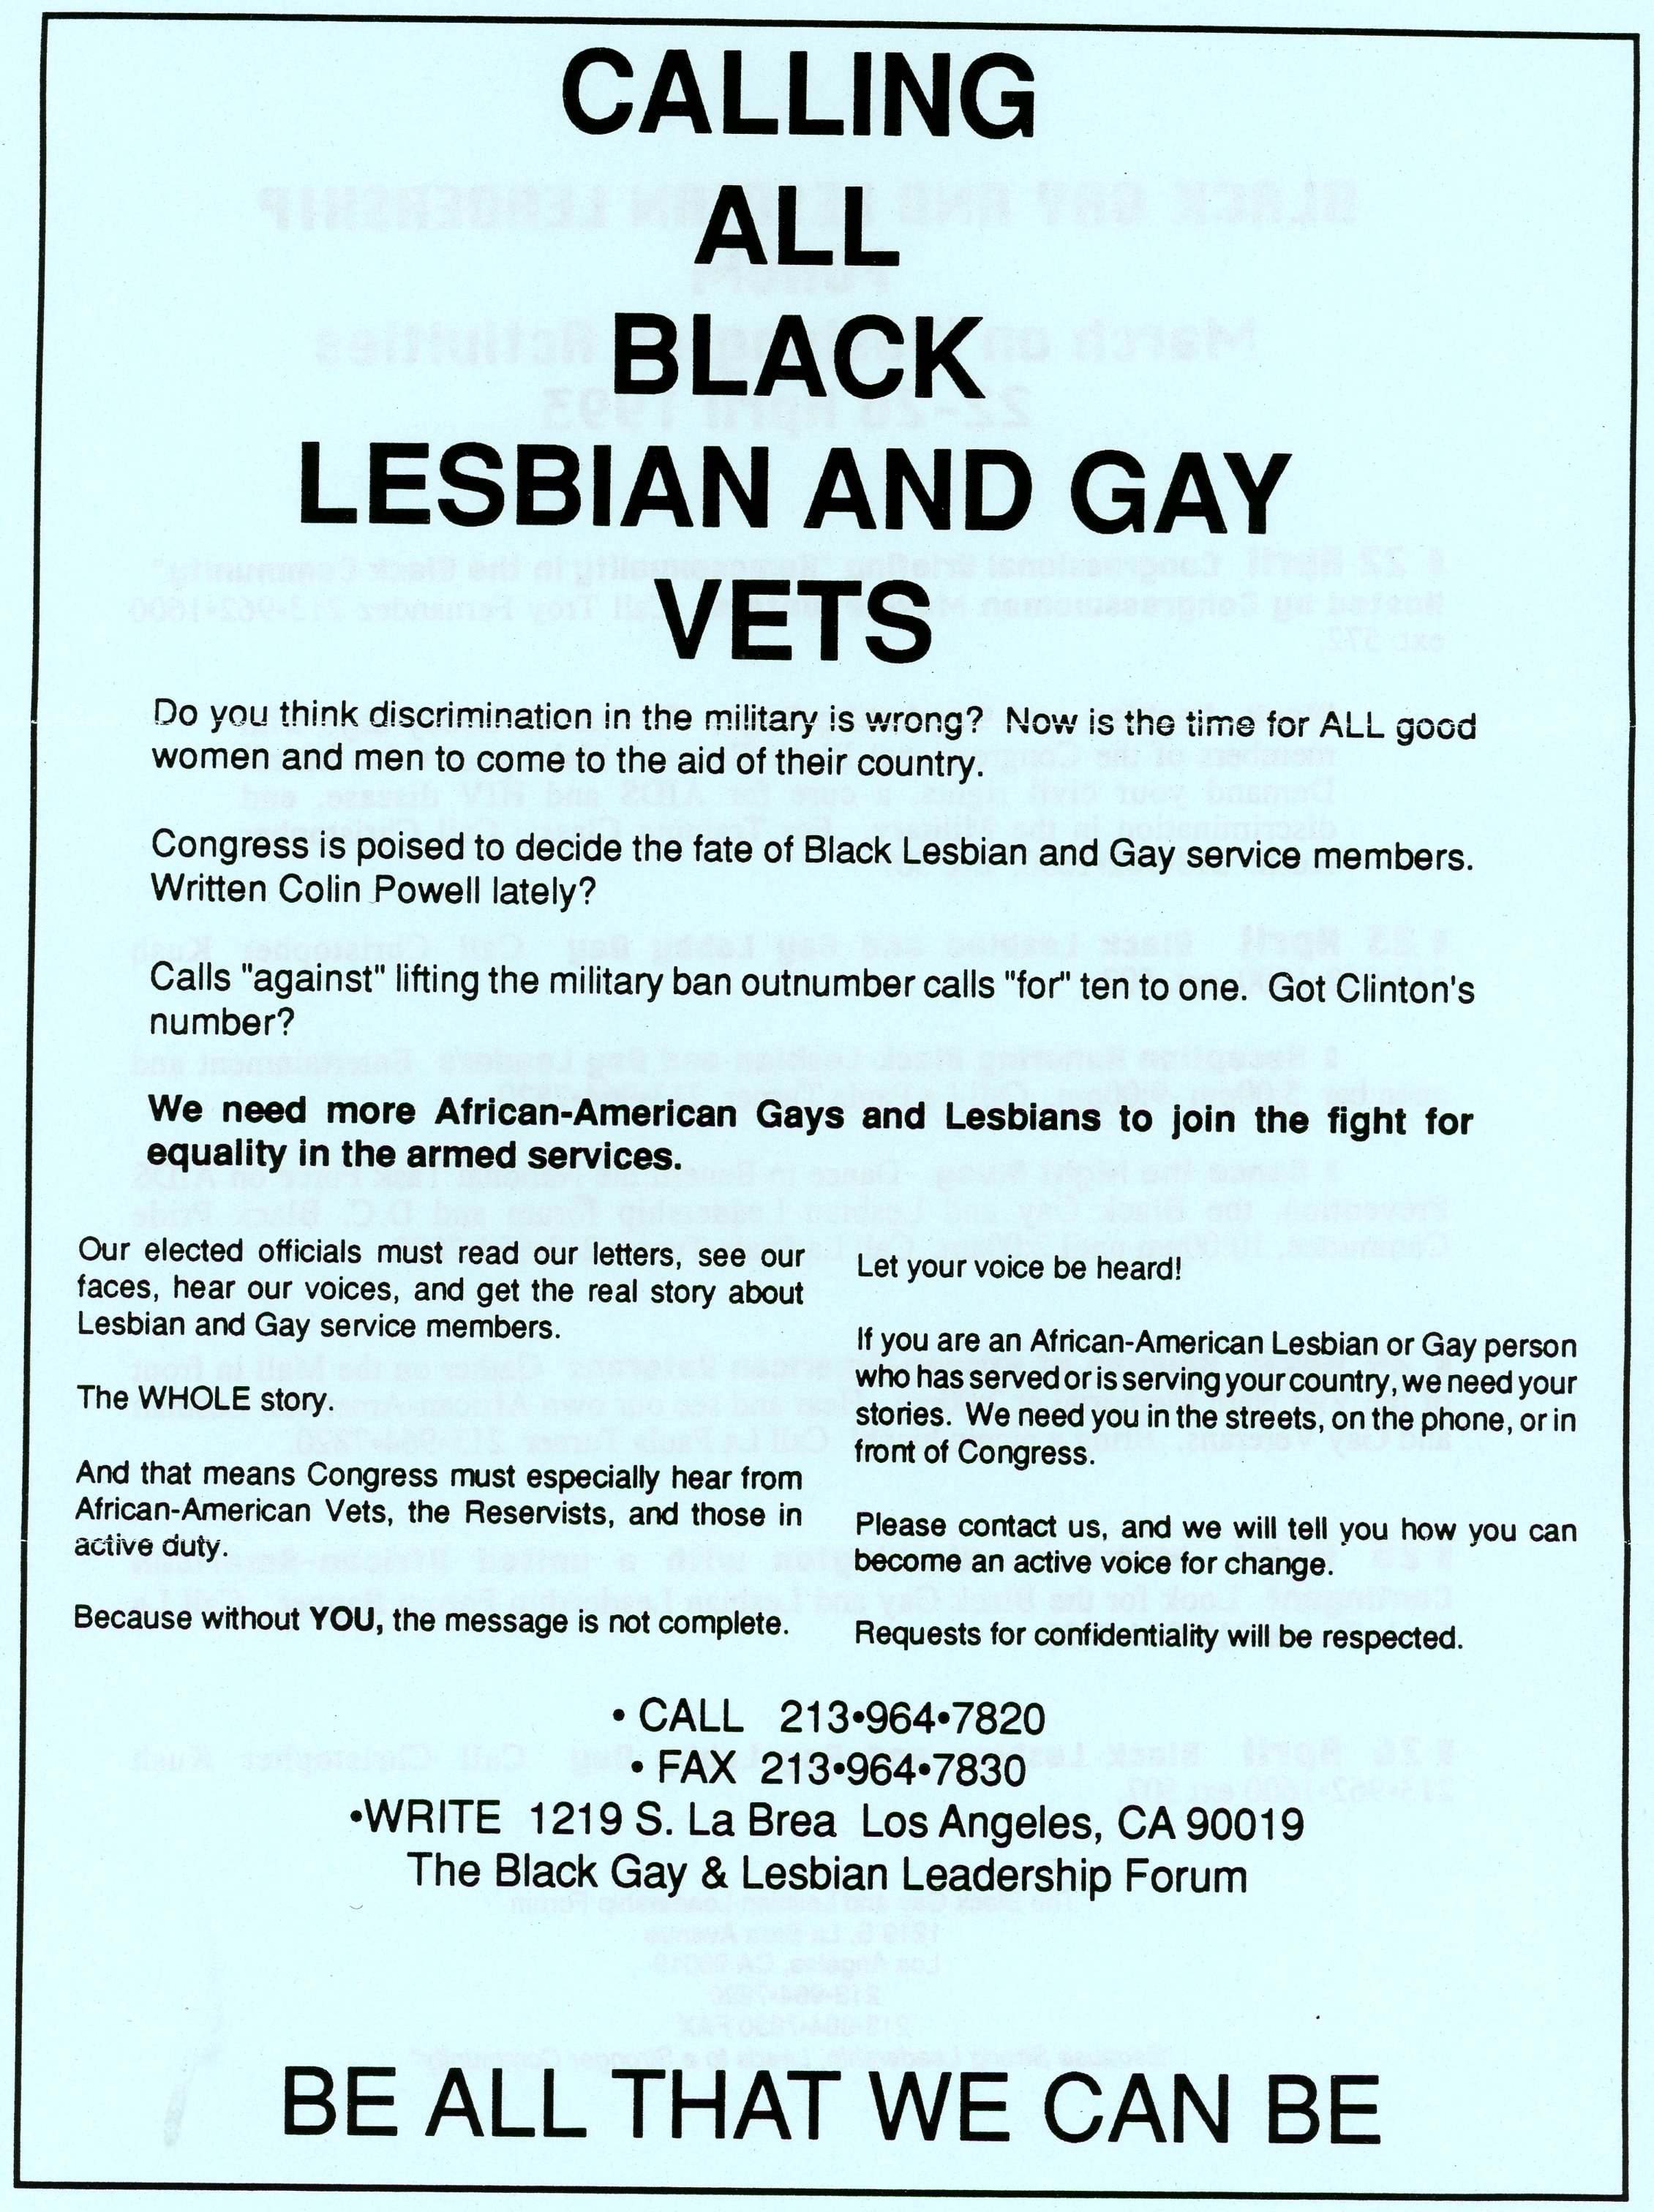 CALLING
ALL
BLACK
LESBIAN AND GAY
VETS
Do you think discrimination in the military is wrong?  Now is the time for ALL good
women and men to come to the aid of their country.
Congress is poised to decide the fate of Black Lesbian and Gay service members.
Written Colin Powell lately?
Calls "against" lifting the military ban outnumber calls "for" ten to one.  Got Clinton's
number?
We need more African-American Gays and Lesbians to join the fight for
equality in the armed services.
Our elected officials must read our letters, see our
faces, hear our voices, and get the real story about
Lesbian and Gay service members.
The WHOLE story.
And that means Congress must especially hear from
African-American Vets, the Reservists, and those in
active duty.
Because without YOU, the message is not complete.
Let your voice be heard!
If you are an African-American Lesbian or Gay person
who has served or is serving your country, we need your
stories.  We need you in the streets, on the phone, or in
front of Congress.
Please contact us, and we will tell you how you can
become an active voice for change.
Requests for confidentiality will be respected.
• CALL  213•964•7820
• FAX  213•964•7830
•WRITE  1219 S. La Brea  Los Angeles, CA 90019
The Black Gay & Lesbian Leadership Forum
BE ALL THAT WE CAN BE